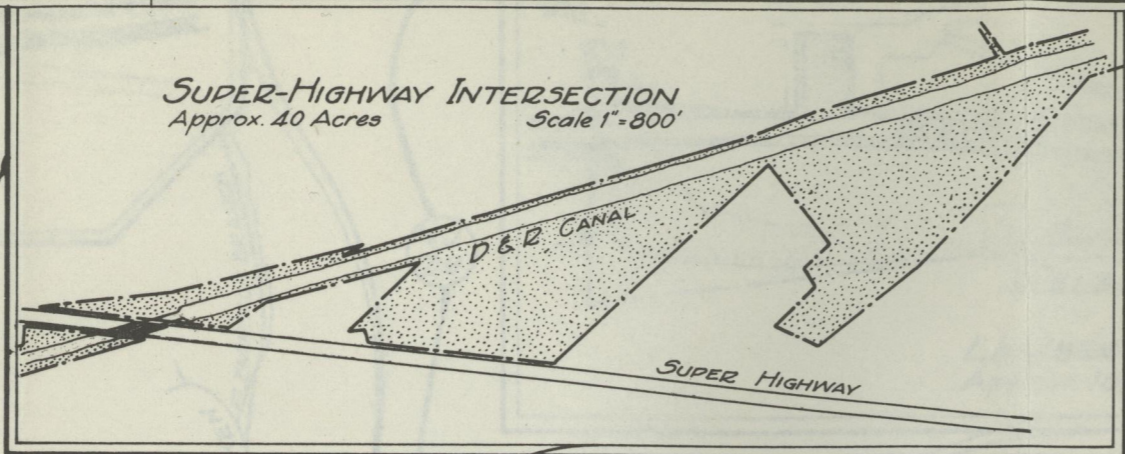 SUPER-HIGHWAY INTERSECTION
Approx. 40 Acres Scale 1"=800'
D & R CANAL
SUPER HIGHWAY